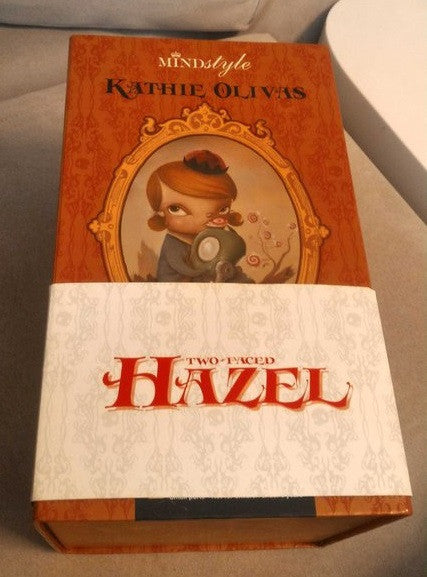 MINDstyle
KATHIE OLIVAS
TWO-FACED
HAZEL